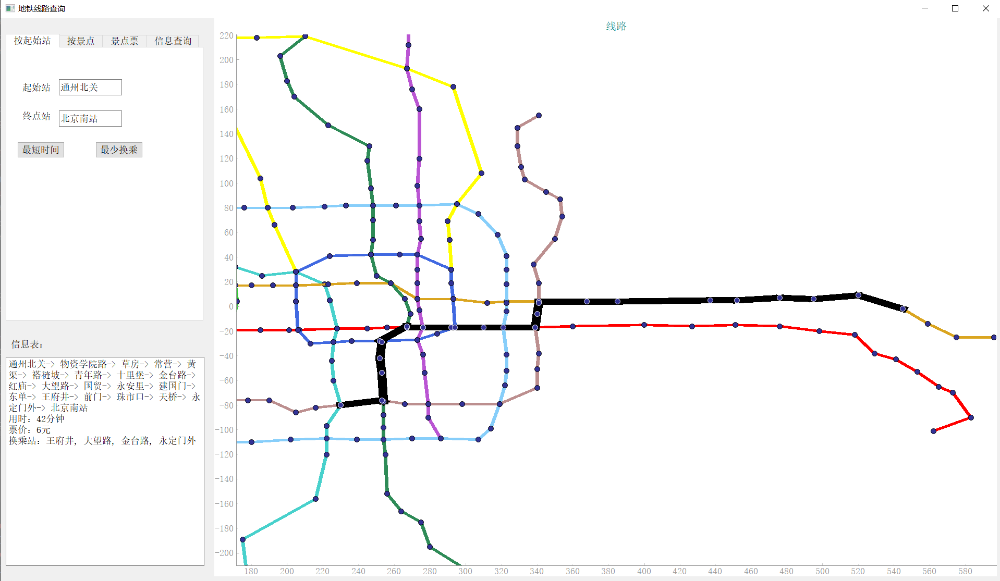 地铁线路查询
按起始站 按景点 景点票 信息查询
起始站 通州北关
终点站 北京南站
最短时间 最少换乘
信息表：
通州北关-> 物资学院路-> 草房-> 常营-> 黄
渠-> 褡裢坡-> 青年路-> 十里堡-> 金台路->
红庙-> 大望路-> 国贸-> 永安里-> 建国门->
东单-> 王府井-> 前门-> 珠市口-> 天桥-> 永
定门外-> 北京南站
用时：42分钟
票价：6元
换乘站：王府井, 大望路, 金台路, 永定门外
线路
220
200
180
160
140
120
100
80
60
40
20
0
-20
-40
-60
-80
-100
-120
-140
-160
-180
-200
180 200 220 240 260 280 300 320 340 360 380 400 420 440 460 480 500 520 540 560 580